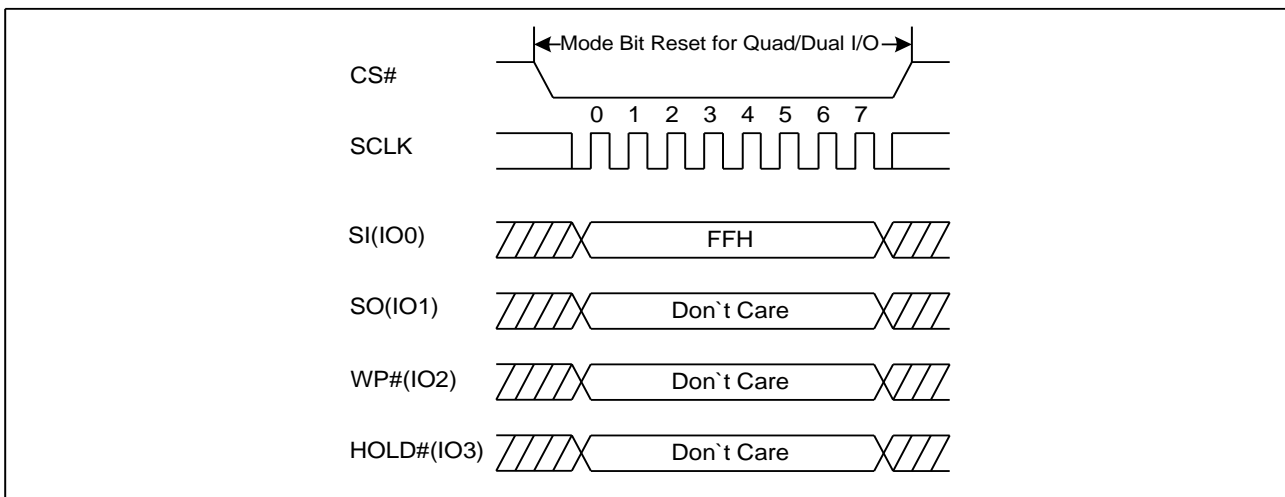 Mode Bit Reset for Quad/Dual I/O
CS#
0 1 2 3 4 5 6 7
SCLK
SI(IO0)
FFH
SO(IO1)
Don`t Care
WP#(IO2)
Don`t Care
HOLD#(IO3)
Don`t Care